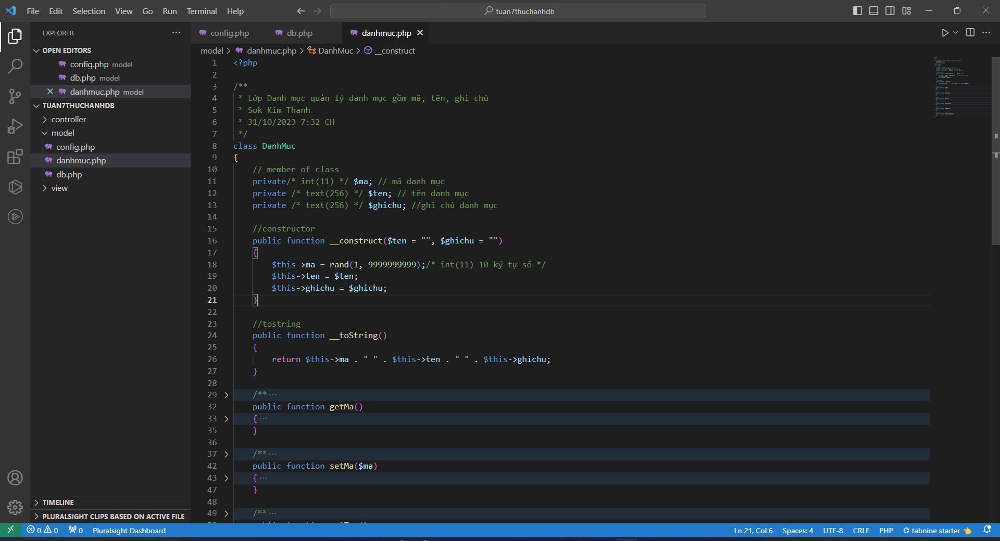 File Edit Selection View Go Run Terminal Help
tuan7thuchanhdb
EXPLORER
OPEN EDITORS
config.php model
db.php model
danhmuc.php model
TUAN7THUCHANHDB
controller
model
config.php
danhmuc.php
db.php
view
TIMELINE
PLURALSIGHT CLIPS BASED ON ACTIVE FILE
config.php db.php danhmuc.php
model > danhmuc.php > DanhMuc > __construct
1 <?php
2
3 /**
4 * Lớp Danh mục quản lý danh mục gồm mã, tên, ghi chú
5 * Sok Kim Thanh
6 * 31/10/2023 7:32 CH
7 */
8 class DanhMuc
9 {
10 // member of class
11 private/* int(11) */ $ma; // mã danh mục
12 private /* text(256) */ $ten; // tên danh mục
13 private /* text(256) */ $ghichu; //ghi chú danh mục
14
15 //constructor
16 public function __construct($ten = "", $ghichu = "")
17 {
18 $this->ma = rand(1, 9999999999);/* int(11) 10 ký tự số */
19 $this->ten = $ten;
20 $this->ghichu = $ghichu;
21 }
22
23 //tostring
24 public function __toString()
25 {
26 return $this->ma . " " . $this->ten . " " . $this->ghichu;
27 }
28
29 /** ···
32 public function getMa()
33 { ···
35 }
36
37 /** ···
42 public function setMa($ma)
43 { ···
47 }
48
49 /** ···
0 0 0 Pluralsight Dashboard
Ln 21, Col 6 Spaces: 4 UTF-8 CRLF PHP tabnine starter